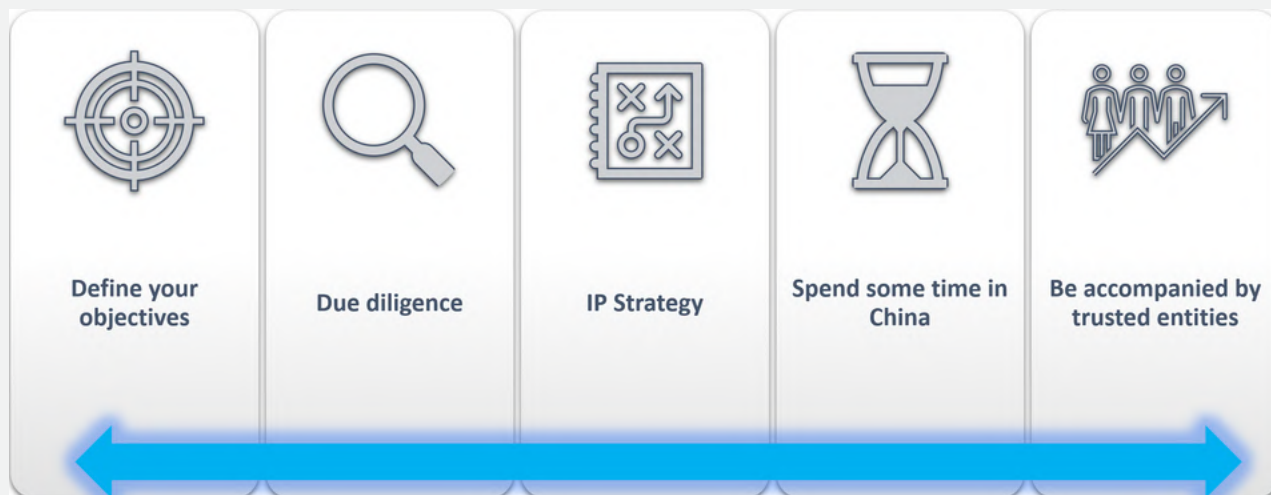 Define your
objectives
Due diligence
IP Strategy
Spend some time in
China
Be accompanied by
trusted entities